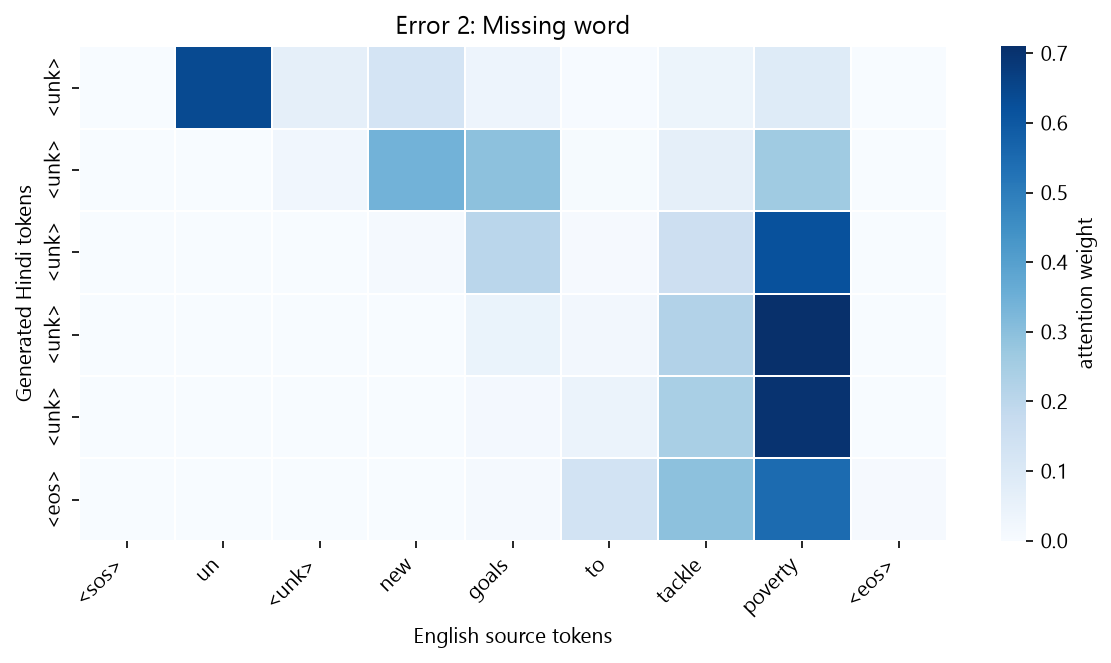 Error 2: Missing word
Generated Hindi tokens
<unk>
<unk>
<unk>
<unk>
<unk>
<eos>
<sos>
un
<unk>
new
goals
to
tackle
poverty
<eos>
English source tokens
0.7
0.6
0.5
0.4
0.3
0.2
0.1
0.0
attention weight